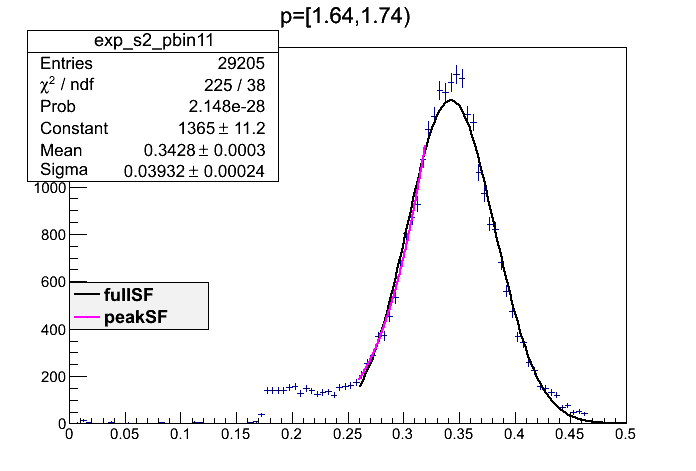 p=[1.64,1.74)
exp_s2_pbin11
Entries 29205
χ² / ndf 225 / 38
Prob 2.148e-28
Constant 1365 ± 11.2
Mean 0.3428 ± 0.0003
Sigma 0.03932 ± 0.00024
1000
800
600
fullSF
peakSF
400
200
0
0 0.05 0.1 0.15 0.2 0.25 0.3 0.35 0.4 0.45 0.5